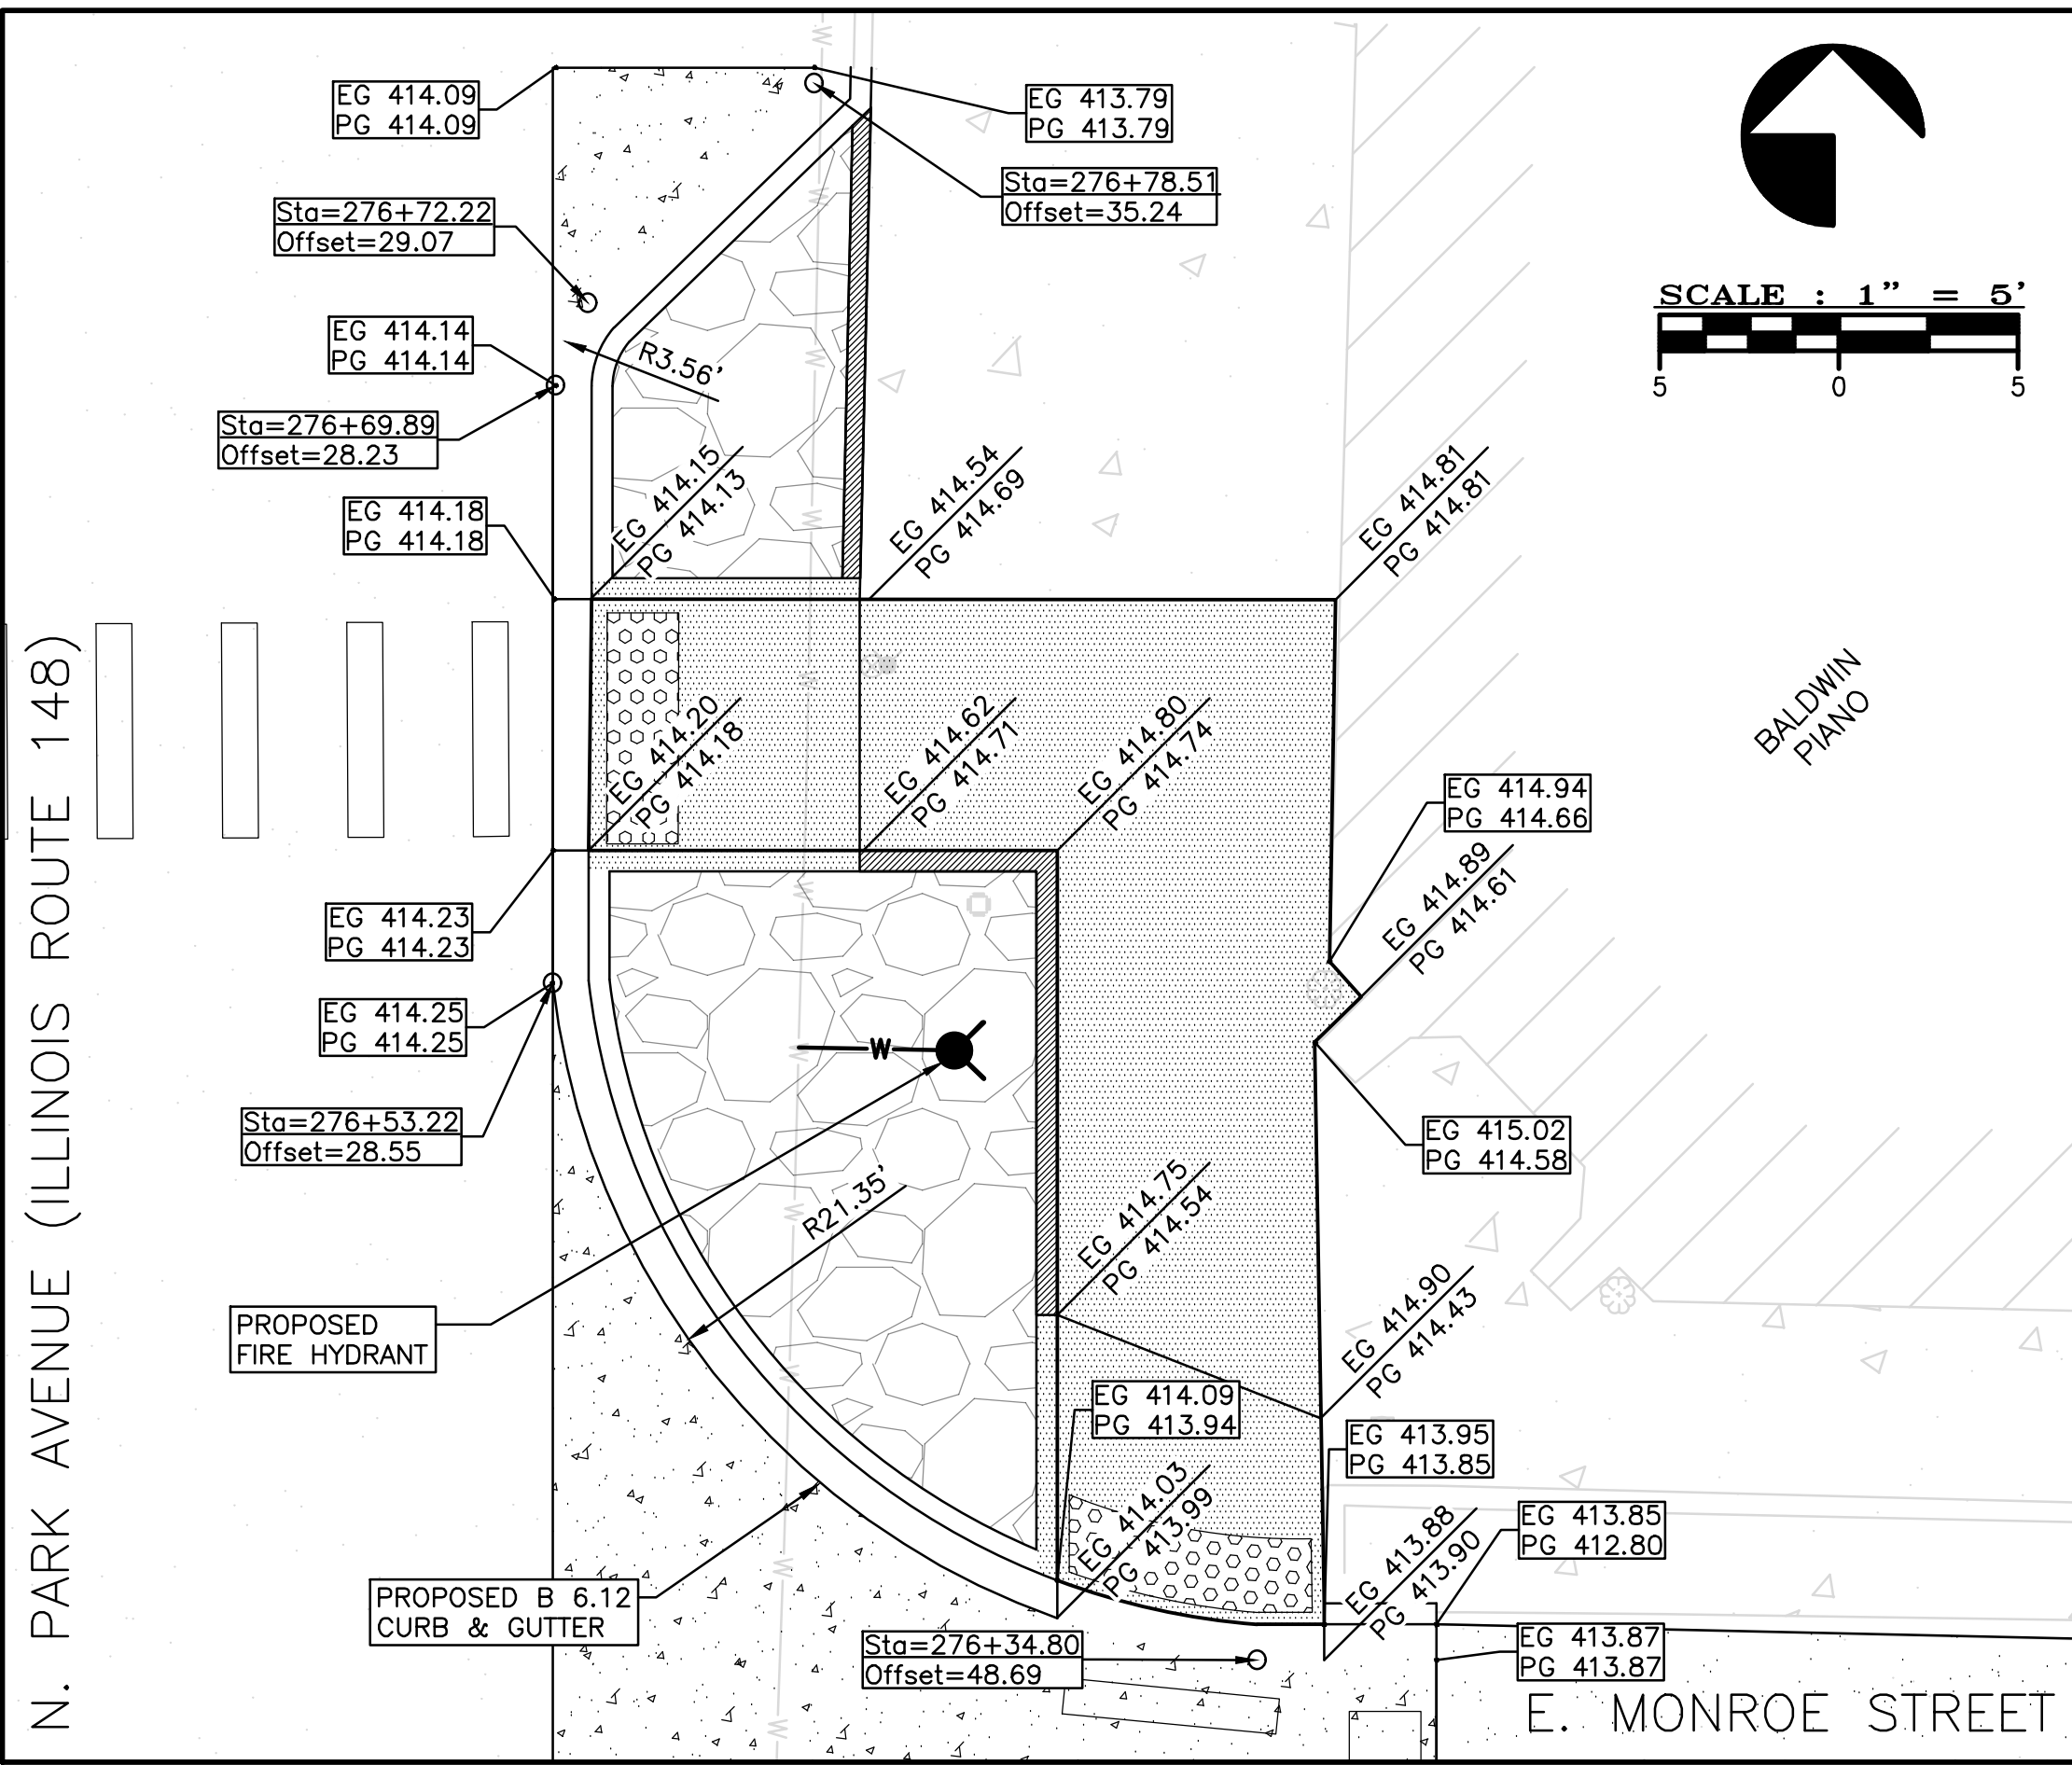 EG 414.09
PG 414.09
EG 413.79
PG 413.79
Sta=276+78.51
Offset=35.24
Sta=276+72.22
Offset=29.07
SCALE : 1” = 5’
5 0 5
EG 414.14
PG 414.14
R3.56’
Sta=276+69.89
Offset=28.23
EG 414.15
PG 414.13
EG 414.54
PG 414.69
EG 414.81
PG 414.81
EG 414.18
PG 414.18
N. PARK AVENUE (ILLINOIS ROUTE 148)
BALDWIN
PIANO
EG 414.20
PG 414.18
EG 414.62
PG 414.71
EG 414.80
PG 414.74
EG 414.94
PG 414.66
EG 414.89
PG 414.61
EG 414.23
PG 414.23
EG 414.25
PG 414.25
W
Sta=276+53.22
Offset=28.55
EG 415.02
PG 414.58
R21.35’
EG 414.75
PG 414.54
EG 414.90
PG 414.43
PROPOSED
FIRE HYDRANT
EG 414.09
PG 413.94
EG 413.95
PG 413.85
EG 414.03
PG 413.99
EG 413.88
PG 413.90
EG 413.85
PG 412.80
PROPOSED B 6.12
CURB & GUTTER
Sta=276+34.80
Offset=48.69
EG 413.87
PG 413.87
E. MONROE STREET
W
W
W
W
W
W
W
W
W
W